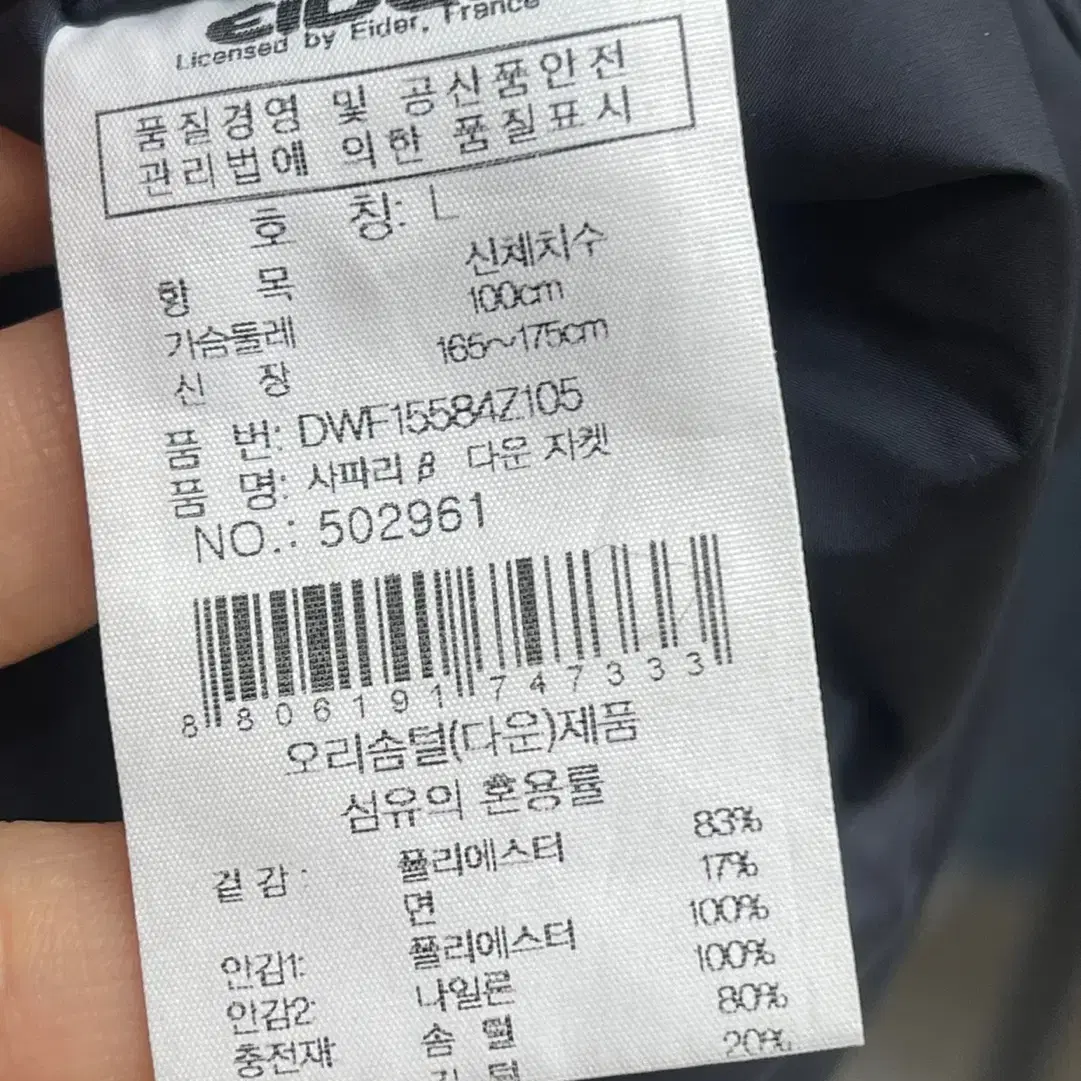 Licensed by Eider, France
품질경영 및 공신품안전
관리법에 의한 품질표시
호 칭: L
항 목 신체치수
가슴둘레 100cm
신 장 165~175cm
품 번: DWF15584Z105
품 명: 사파리 β 다운 자켓
NO.: 502961
8 806191 747333
오리솜털(다운)제품
섬유의 혼용률
겉감: 폴리에스터 83%
면 17%
안감1: 폴리에스터 100%
안감2: 나일론 100%
충전재: 솜 털 80%
털 20%